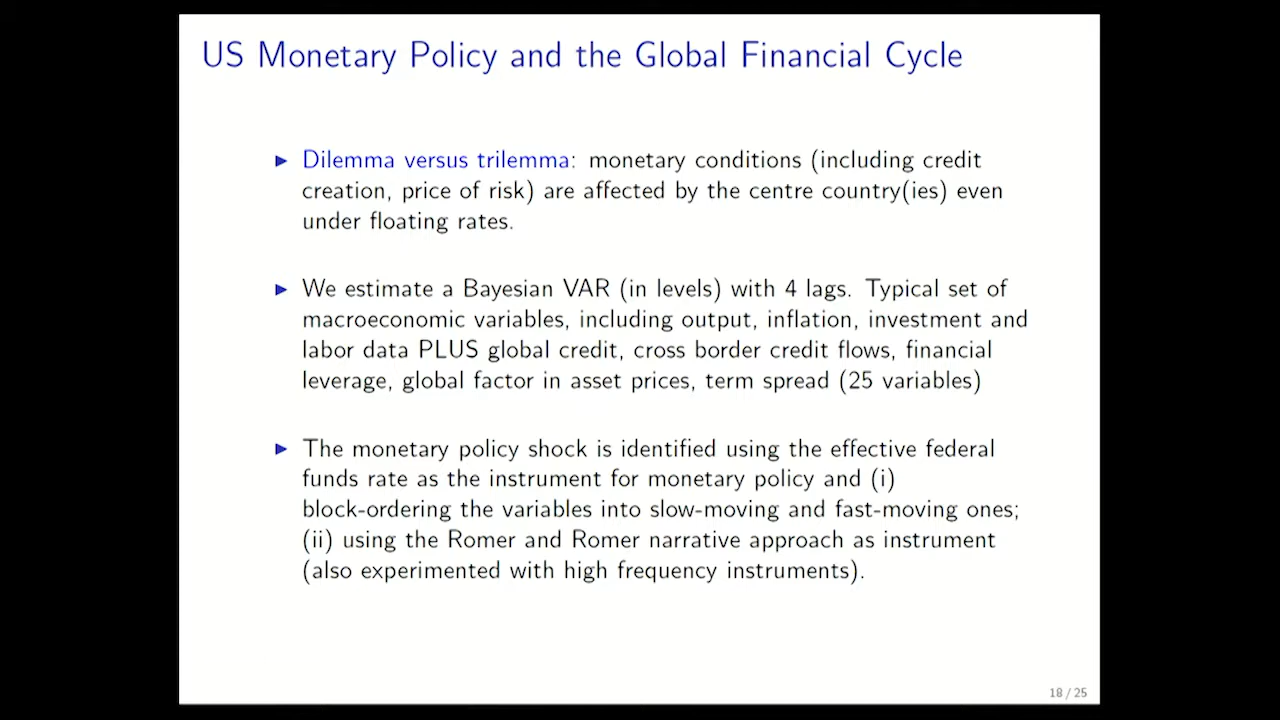 US Monetary Policy and the Global Financial Cycle
▶ Dilemma versus trilemma: monetary conditions (including credit
creation, price of risk) are affected by the centre country(ies) even
under floating rates.
▶ We estimate a Bayesian VAR (in levels) with 4 lags. Typical set of
macroeconomic variables, including output, inflation, investment and
labor data PLUS global credit, cross border credit flows, financial
leverage, global factor in asset prices, term spread (25 variables)
▶ The monetary policy shock is identified using the effective federal
funds rate as the instrument for monetary policy and (i)
block-ordering the variables into slow-moving and fast-moving ones;
(ii) using the Romer and Romer narrative approach as instrument
(also experimented with high frequency instruments).
18 / 25